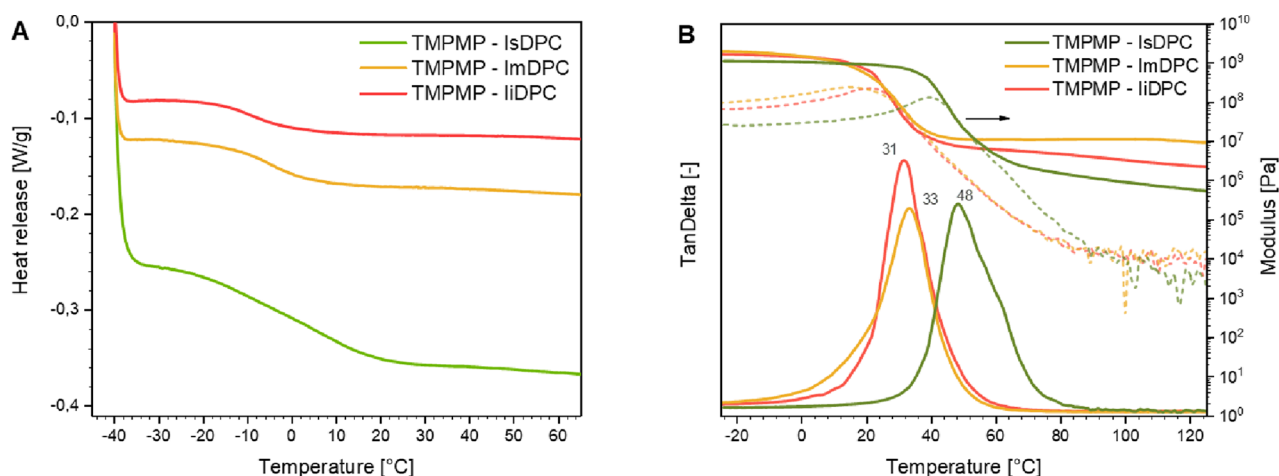 A
TMPMP - IsDPC
TMPMP - ImDPC
TMPMP - IiDPC
Heat release [W/g]
0,0
-0,1
-0,2
-0,3
-0,4
-40 -30 -20 -10 0 10 20 30 40 50 60
Temperature [°C]
B
TMPMP - IsDPC
TMPMP - ImDPC
TMPMP - IiDPC
31
33
48
TanDelta [-]
-20 0 20 40 60 80 100 120
Temperature [°C]
10¹⁰
10⁹
10⁸
10⁷
10⁶
10⁵
10⁴
10³
10²
10¹
10⁰
Modulus [Pa]